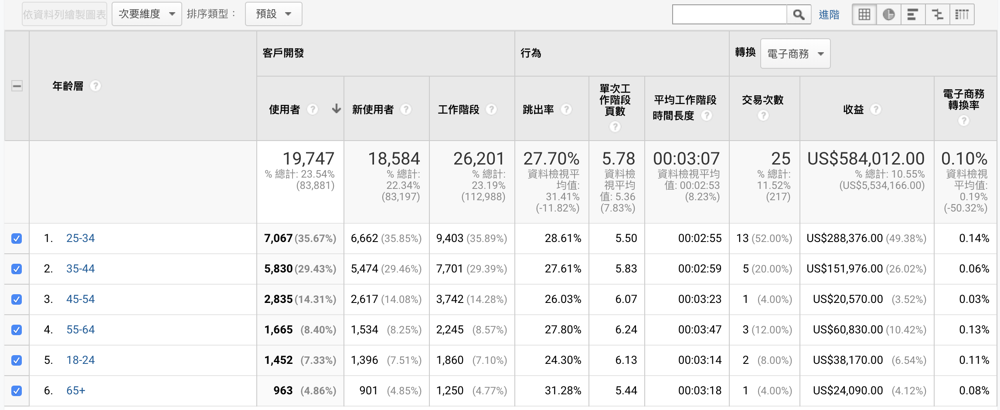 依資料列繪製圖表 次要維度 排序類型： 預設 進階
年齡層 客戶開發 行為 轉換 電子商務
使用者 新使用者 工作階段 跳出率 單次工作階段頁數 平均工作階段時間長度 交易次數 收益 電子商務轉換率
19,747 18,584 26,201 27.70% 5.78 00:03:07 25 US$584,012.00 0.10%
% 總計: 23.54% (83,881) % 總計: 22.34% (83,197) % 總計: 23.19% (112,988) 資料檢視平均值: 31.41% (-11.82%) 資料檢視平均值: 5.36 (7.83%) 資料檢視平均值: 00:02:53 (8.23%) % 總計: 11.52% (217) % 總計: 10.55% (US$5,534,166.00) 資料檢視平均值: 0.19% (-50.32%)
1. 25-34 7,067 (35.67%) 6,662 (35.85%) 9,403 (35.89%) 28.61% 5.50 00:02:55 13 (52.00%) US$288,376.00 (49.38%) 0.14%
2. 35-44 5,830 (29.43%) 5,474 (29.46%) 7,701 (29.39%) 27.61% 5.83 00:02:59 5 (20.00%) US$151,976.00 (26.02%) 0.06%
3. 45-54 2,835 (14.31%) 2,617 (14.08%) 3,742 (14.28%) 26.03% 6.07 00:03:23 1 (4.00%) US$20,570.00 (3.52%) 0.03%
4. 55-64 1,665 (8.40%) 1,534 (8.25%) 2,245 (8.57%) 27.80% 6.24 00:03:47 3 (12.00%) US$60,830.00 (10.42%) 0.13%
5. 18-24 1,452 (7.33%) 1,396 (7.51%) 1,860 (7.10%) 24.30% 6.13 00:03:14 2 (8.00%) US$38,170.00 (6.54%) 0.11%
6. 65+ 963 (4.86%) 901 (4.85%) 1,250 (4.77%) 31.28% 5.44 00:03:18 1 (4.00%) US$24,090.00 (4.12%) 0.08%